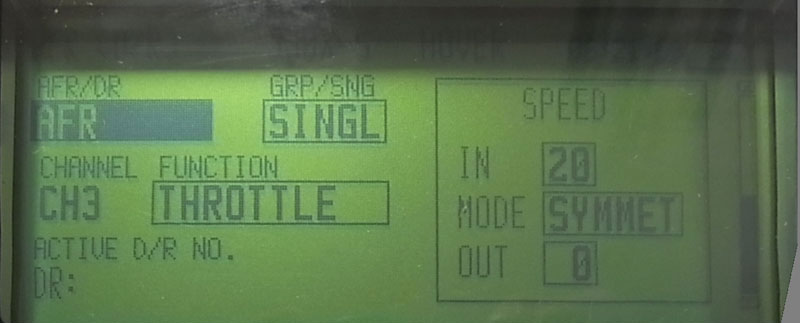 AFR/DR GRP/SNG
AFR SINGL
CHANNEL FUNCTION
CH3 THROTTLE
ACTIVE D/R NO.
DR:
SPEED
IN 20
MODE SYMMET
OUT 0